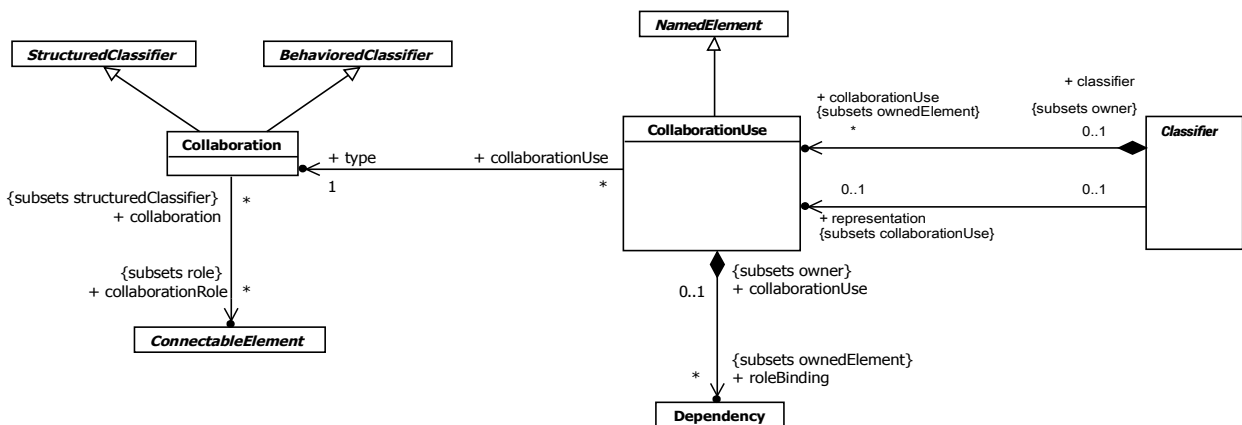 NamedElement
StructuredClassifier
BehavioredClassifier
+ classifier
+ collaborationUse
{subsets ownedElement}
{subsets owner}
*
0..1
CollaborationUse
Classifier
Collaboration
+ type
+ collaborationUse
1
*
{subsets structuredClassifier}
*
+ collaboration
0..1
0..1
+ representation
{subsets collaborationUse}
{subsets role}
+ collaborationRole
*
{subsets owner}
0..1
+ collaborationUse
ConnectableElement
{subsets ownedElement}
*
+ roleBinding
Dependency